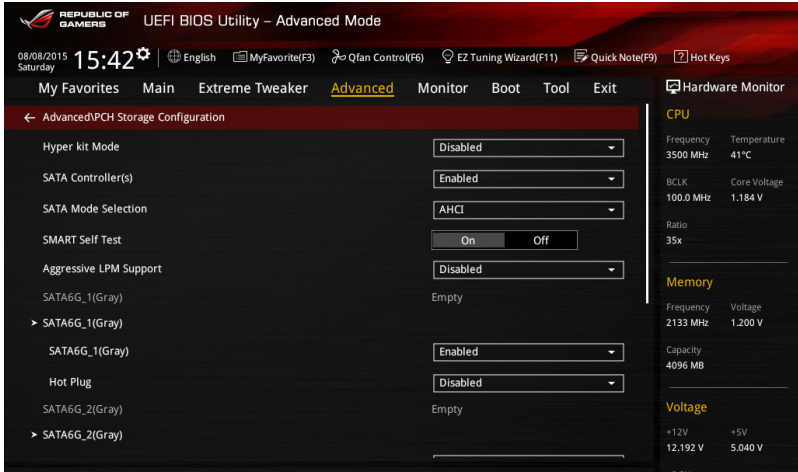 REPUBLIC OF
GAMERS
UEFI BIOS Utility – Advanced Mode
08/08/2015
Saturday
15:42
English
MyFavorite(F3)
Qfan Control(F6)
EZ Tuning Wizard(F11)
Quick Note(F9)
? Hot Keys
My Favorites Main Extreme Tweaker Advanced Monitor Boot Tool Exit
Hardware Monitor
← Advanced\PCH Storage Configuration
Hyper kit Mode Disabled
SATA Controller(s) Enabled
SATA Mode Selection AHCI
SMART Self Test On Off
Aggressive LPM Support Disabled
SATA6G_1(Gray) Empty
> SATA6G_1(Gray)
SATA6G_1(Gray) Enabled
Hot Plug Disabled
SATA6G_2(Gray) Empty
> SATA6G_2(Gray)
CPU
Frequency Temperature
3500 MHz 41°C
BCLK Core Voltage
100.0 MHz 1.184 V
Ratio
35x
Memory
Frequency Voltage
2133 MHz 1.200 V
Capacity
4096 MB
Voltage
+12V +5V
12.192 V 5.040 V